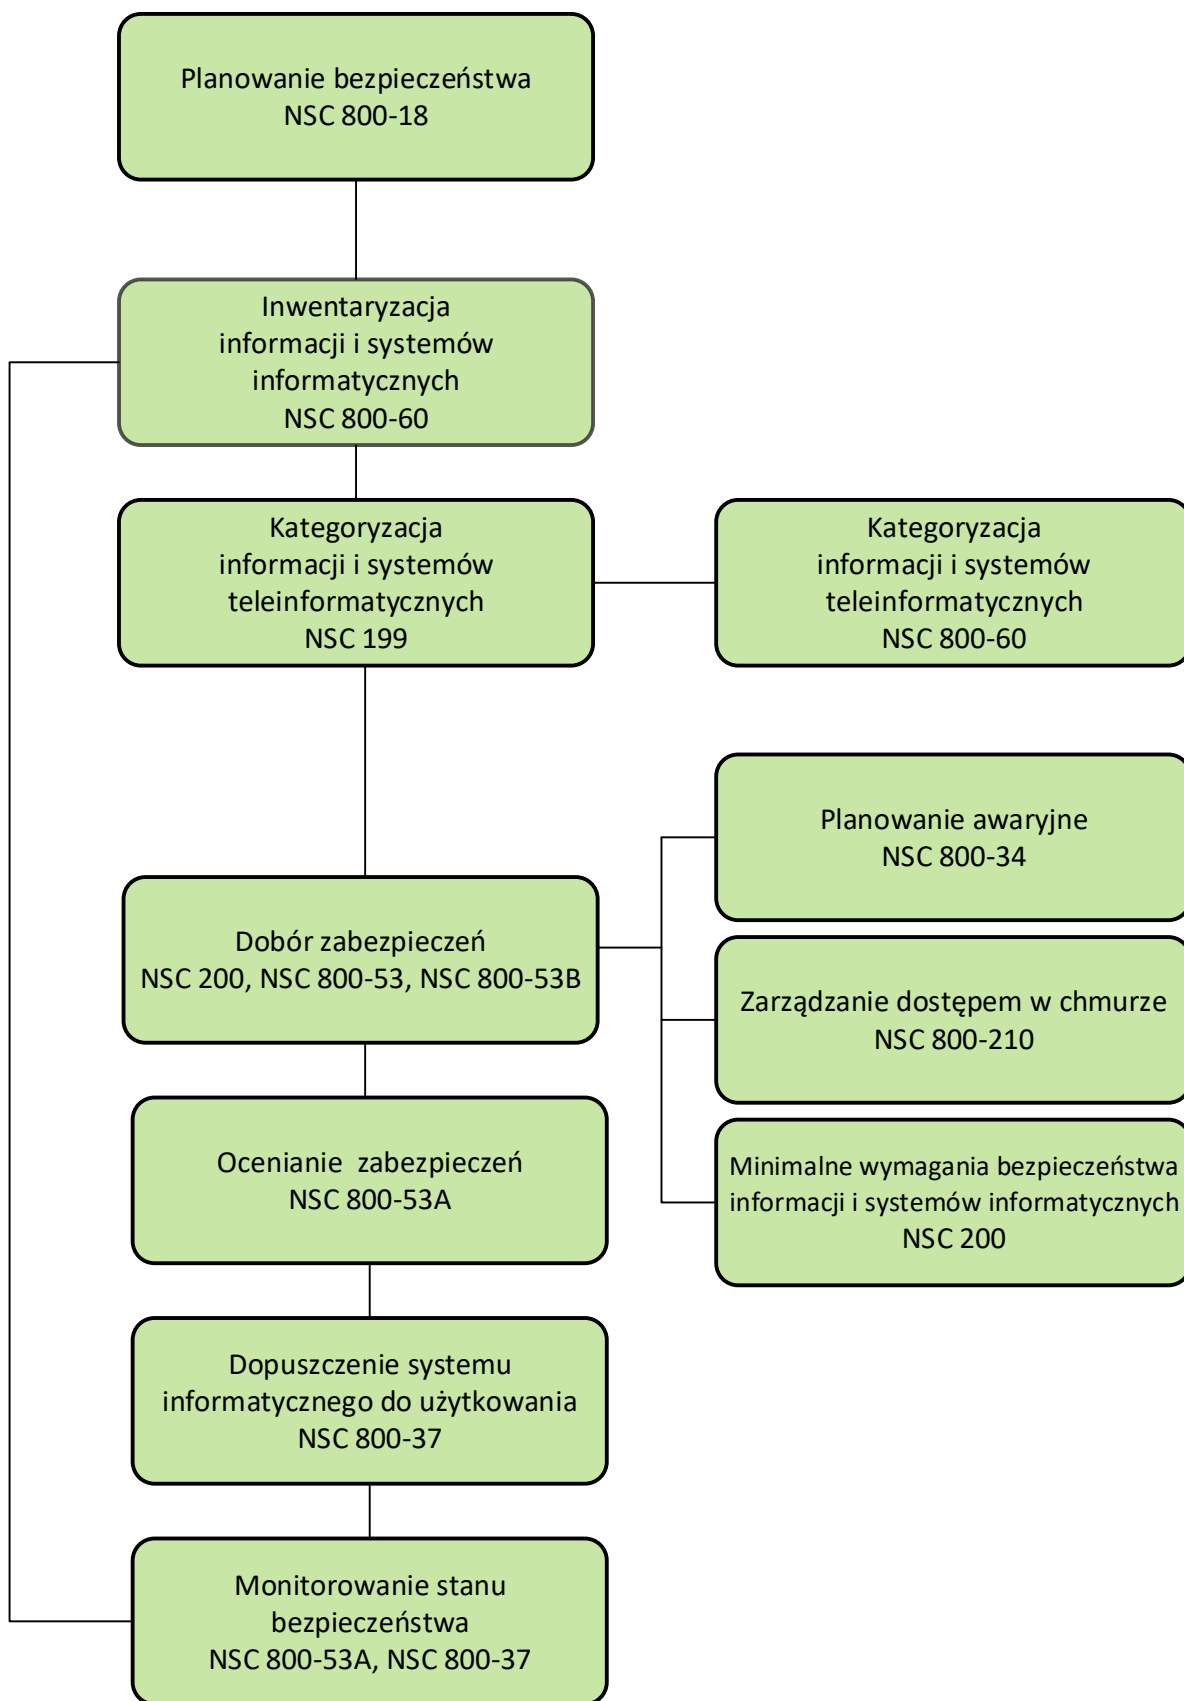 Planowanie bezpieczeństwa
NSC 800-18
Inwentaryzacja
informacji i systemów
informatycznych
NSC 800-60
Kategoryzacja
informacji i systemów
teleinformatycznych
NSC 199
Kategoryzacja
informacji i systemów
teleinformatycznych
NSC 800-60
Planowanie awaryjne
NSC 800-34
Dobór zabezpieczeń
NSC 200, NSC 800-53, NSC 800-53B
Zarządzanie dostępem w chmurze
NSC 800-210
Ocenianie  zabezpieczeń
NSC 800-53A
Minimalne wymagania bezpieczeństwa
informacji i systemów informatycznych
NSC 200
Dopuszczenie systemu
informatycznego do użytkowania
NSC 800-37
Monitorowanie stanu
bezpieczeństwa
NSC 800-53A, NSC 800-37